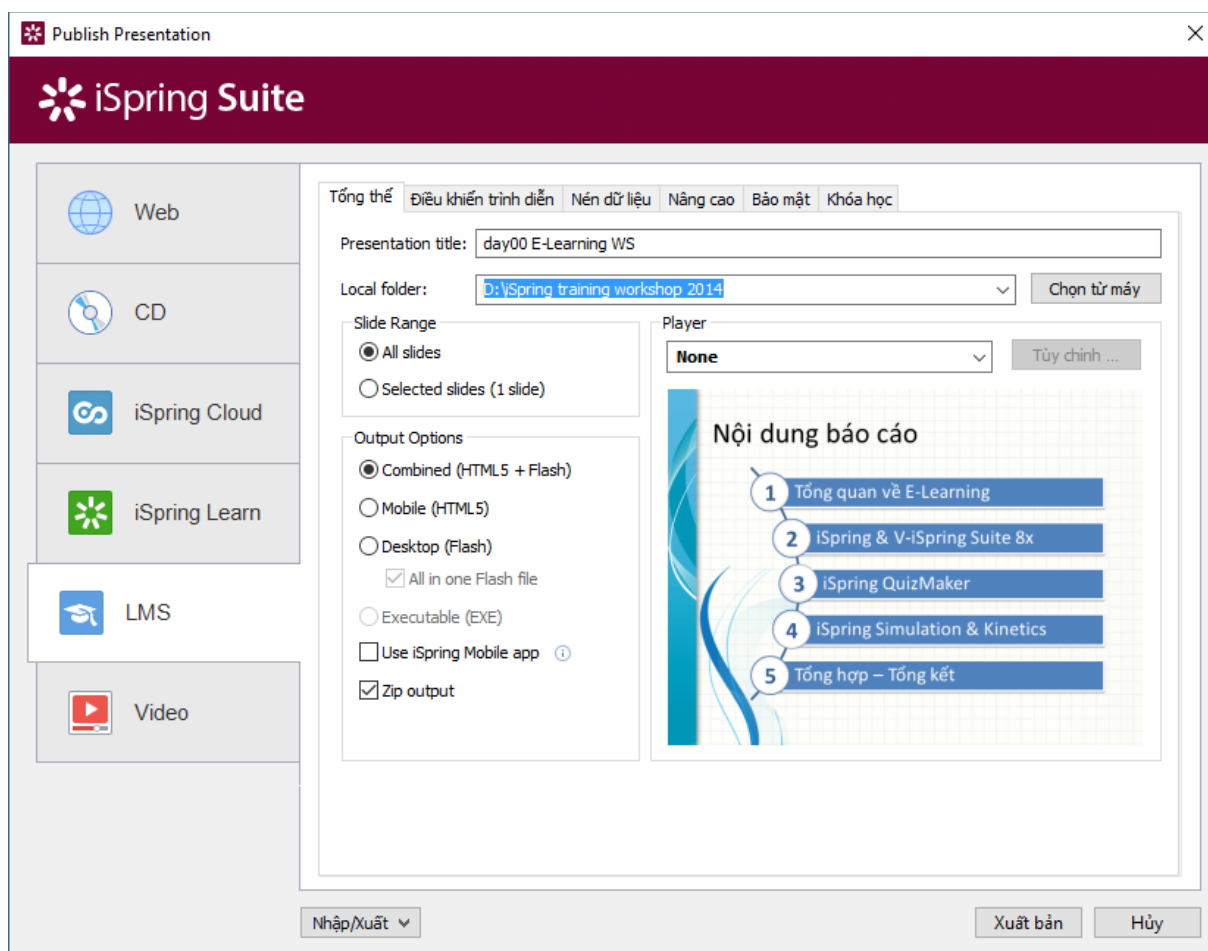 Publish Presentation
iSpring Suite
Web
CD
iSpring Cloud
iSpring Learn
LMS
Video
Tổng thể Điều khiển trình diễn Nén dữ liệu Nâng cao Bảo mật Khóa học
Presentation title: day00 E-Learning WS
Local folder: D:\iSpring training workshop 2014 Chọn từ máy
Slide Range
All slides
Selected slides (1 slide)
Output Options
Combined (HTML5 + Flash)
Mobile (HTML5)
Desktop (Flash)
All in one Flash file
Executable (EXE)
Use iSpring Mobile app
Zip output
Player
None Tùy chỉnh ...
Nội dung báo cáo
1 Tổng quan về E-Learning
2 iSpring & V-iSpring Suite 8x
3 iSpring QuizMaker
4 iSpring Simulation & Kinetics
5 Tổng hợp – Tổng kết
Nhập/Xuất Xuất bản Hủy